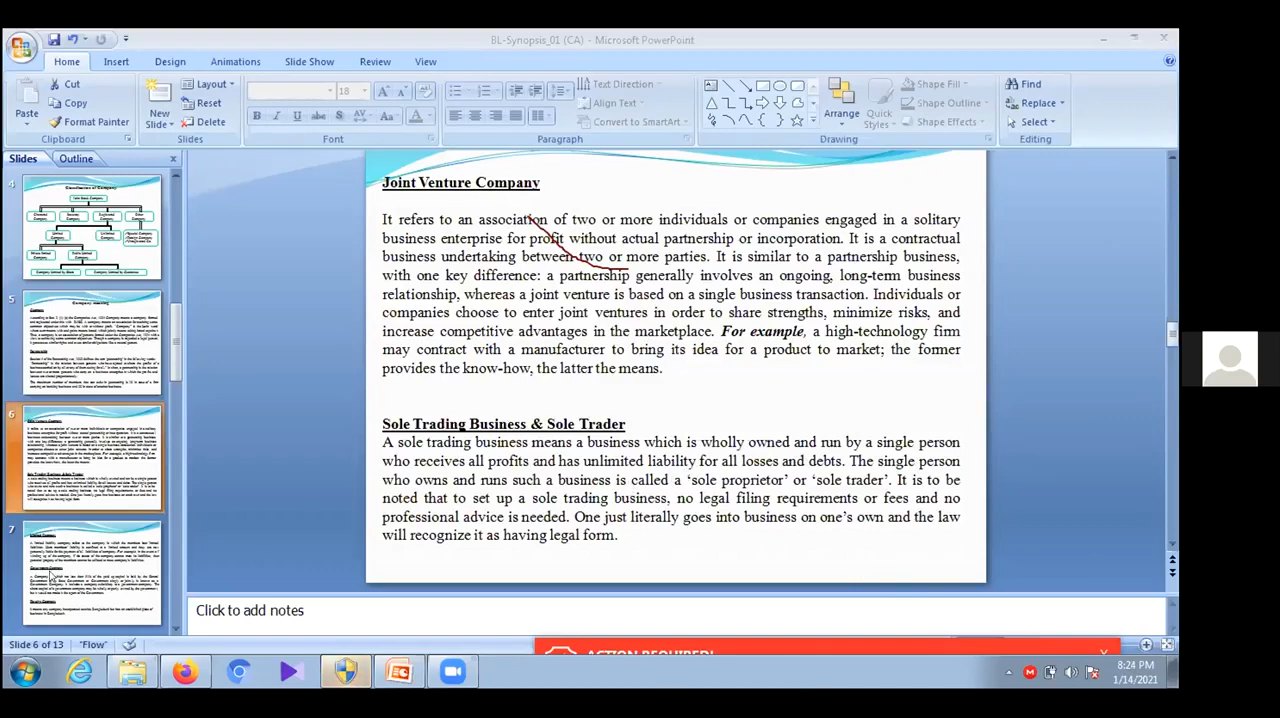 BL-Synopsis_01 (CA) - Microsoft PowerPoint
Home Insert Design Animations Slide Show Review View
Paste Cut Copy Format Painter Clipboard
New Slide Layout Reset Delete Slides
18 Font
Text Direction Align Text Convert to SmartArt Paragraph
Arrange Quick Styles Shape Fill Shape Outline Shape Effects Drawing
Find Replace Select Editing
Slides Outline
4
5
6
7
Joint Venture Company
It refers to an association of two or more individuals or companies engaged in a solitary
business enterprise for profit without actual partnership or incorporation. It is a contractual
business undertaking between two or more parties. It is similar to a partnership business,
with one key difference: a partnership generally involves an ongoing, long-term business
relationship, whereas a joint venture is based on a single business transaction. Individuals or
companies choose to enter joint ventures in order to share strengths, minimize risks, and
increase competitive advantages in the marketplace. For example, a high-technology firm
may contract with a manufacturer to bring its idea for a product to market; the former
provides the know-how, the latter the means.
Sole Trading Business & Sole Trader
A sole trading business means a business which is wholly owned and run by a single person
who receives all profits and has unlimited liability for all losses and debts. The single person
who owns and runs such business is called a ‘sole proprietor’ or ‘sole trader’. It is to be
noted that to set up a sole trading business, no legal filing requirements or fees and no
professional advice is needed. One just literally goes into business on one’s own and the law
will recognize it as having legal form.
Click to add notes
Slide 6 of 13 "Flow"
ACTION REQUIRED! X
8:24 PM
1/14/2021